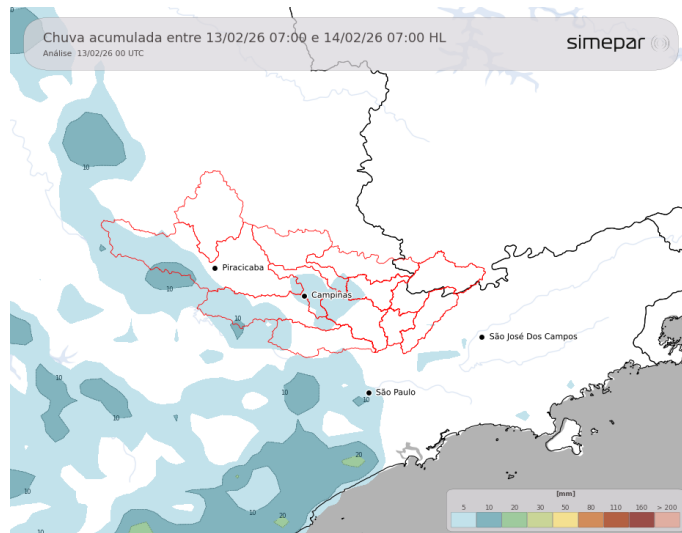 Chuva acumulada entre 13/02/26 07:00 e 14/02/26 07:00 HL
Análise 13/02/26 00 UTC
simepar
10
10
Piracicaba
10
Campinas
10
São José Dos Campos
10
10
10
São Paulo
10
20
10
10
20
[mm]
5 10 20 30 50 80 110 160 > 200